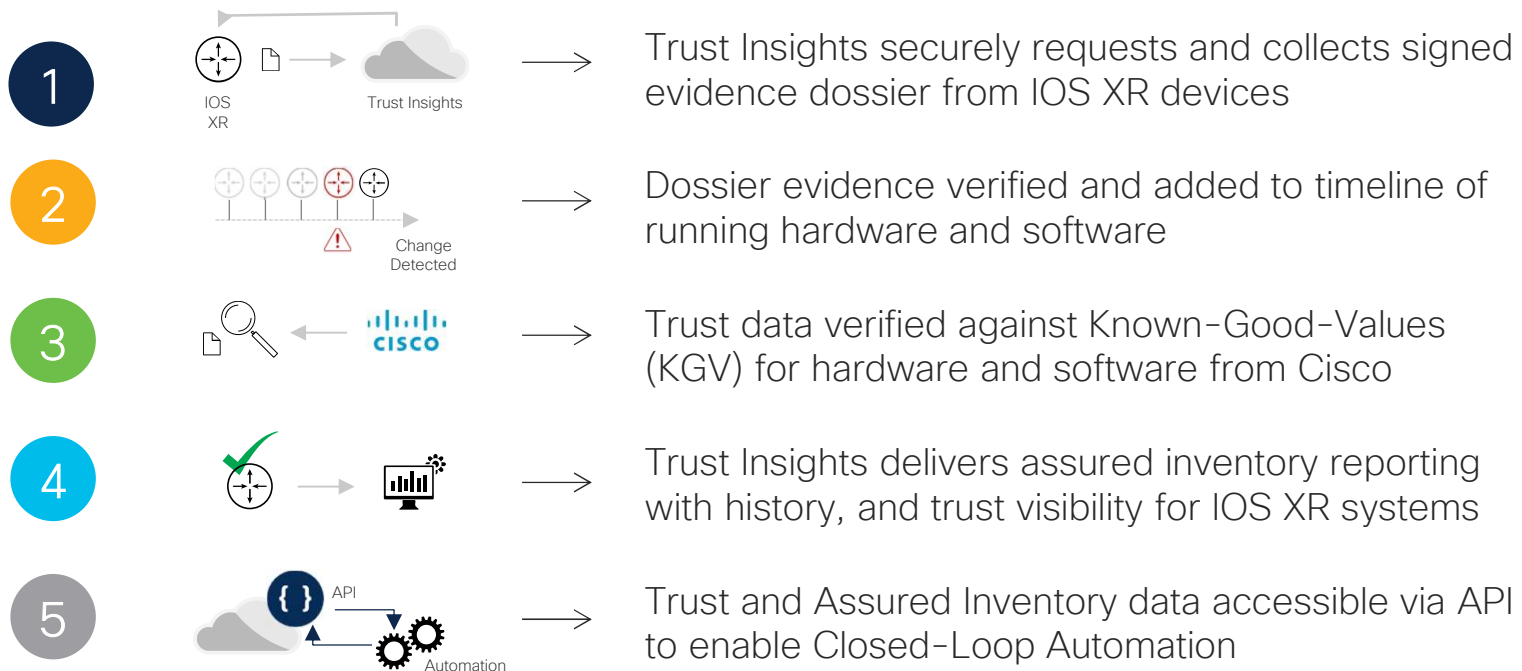 1
IOS
XR
Trust Insights
Trust Insights securely requests and collects signed
evidence dossier from IOS XR devices
2
Change
Detected
Dossier evidence verified and added to timeline of
running hardware and software
3
CISCO
Trust data verified against Known-Good-Values
(KGV) for hardware and software from Cisco
4
Trust Insights delivers assured inventory reporting
with history, and trust visibility for IOS XR systems
5
{ }
API
Automation
Trust and Assured Inventory data accessible via API
to enable Closed-Loop Automation